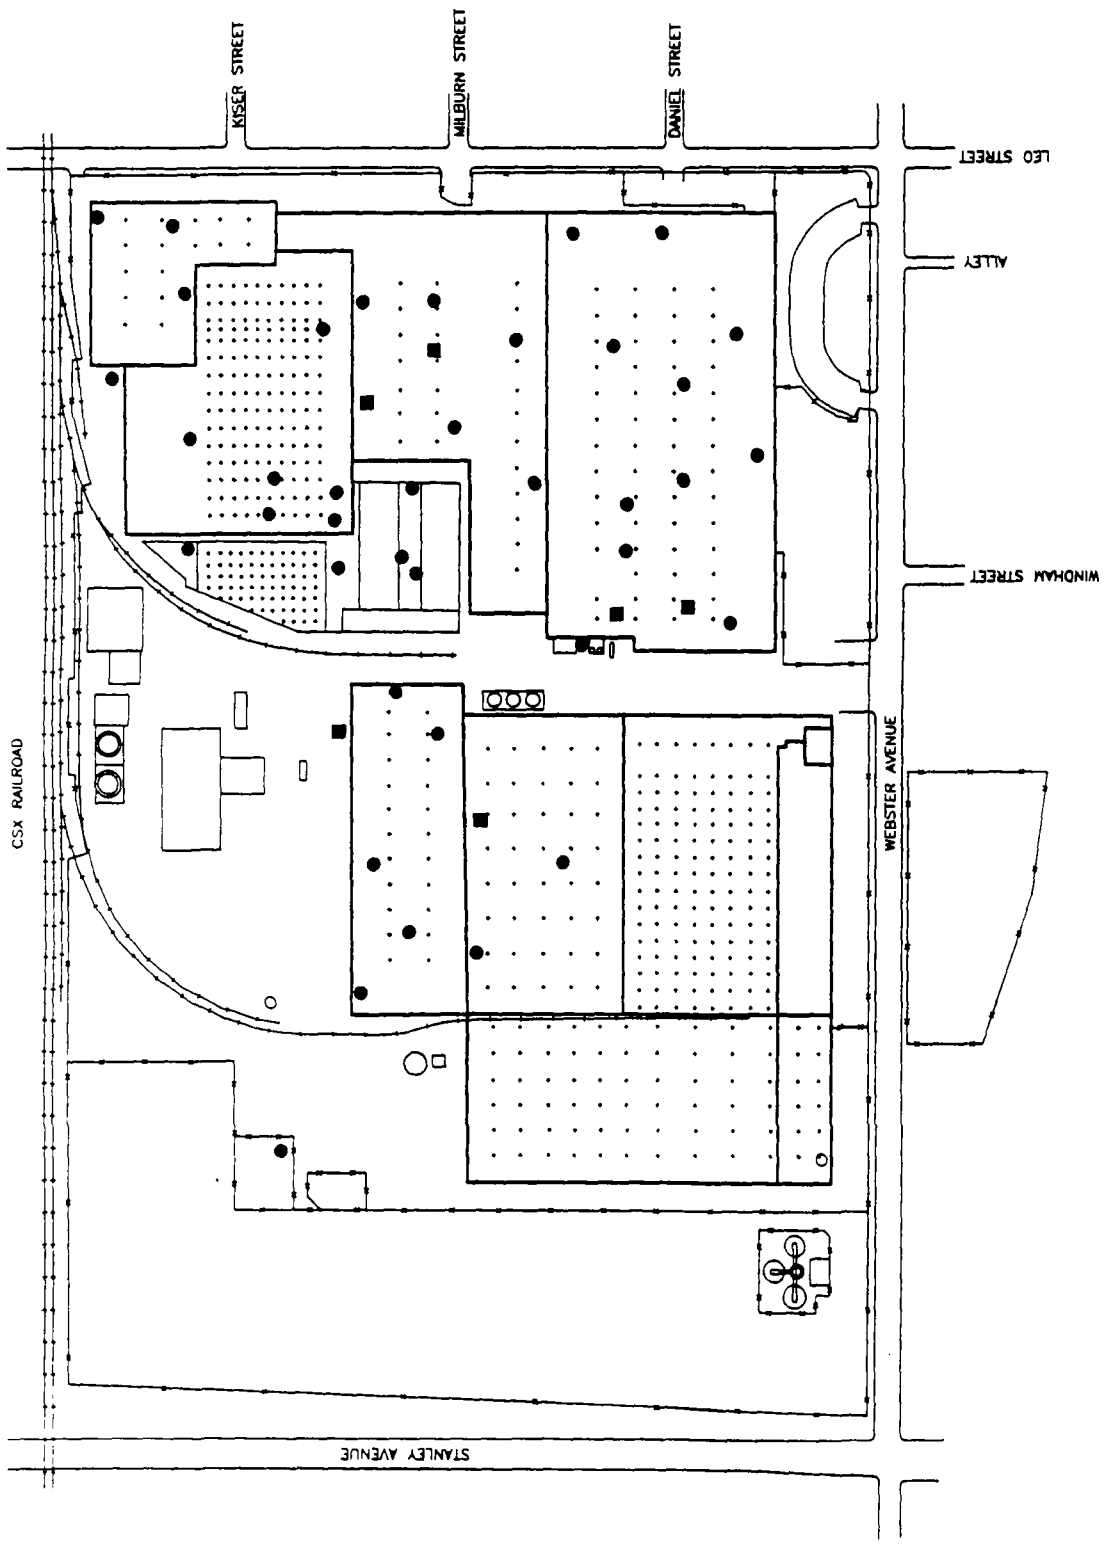 KISER STREET
MILBURN STREET
DANIEL STREET
LEO STREET
ALLEY
WINDHAM STREET
CSX RAILROAD
WEBSTER AVENUE
STANLEY AVENUE